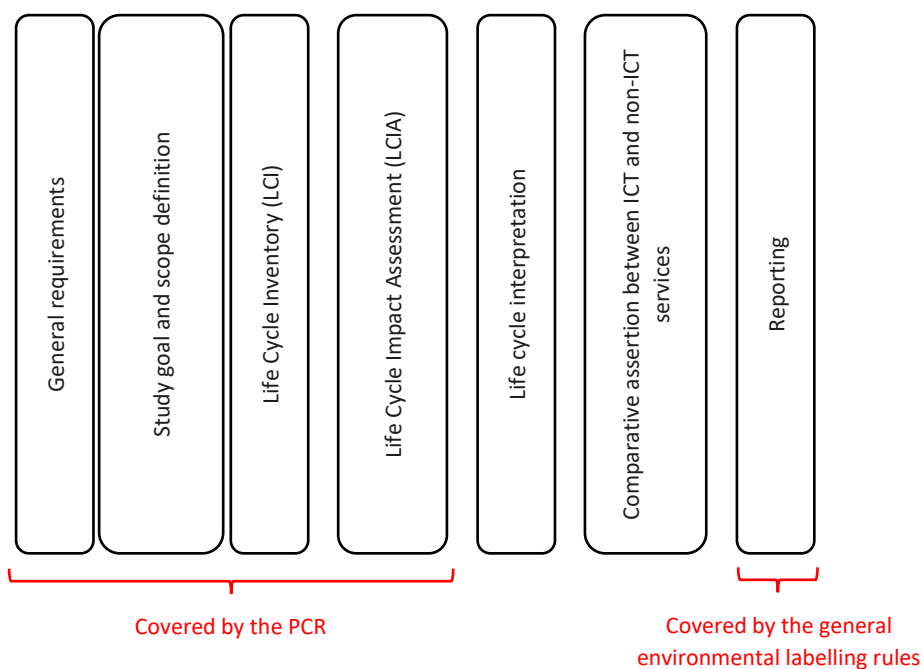 General requirements
Study goal and scope definition
Life Cycle Inventory (LCI)
Life Cycle Impact Assessment (LCIA)
Life cycle interpretation
Comparative assertion between ICT and non-ICT
services
Reporting
Covered by the PCR
Covered by the general
environmental labelling rules